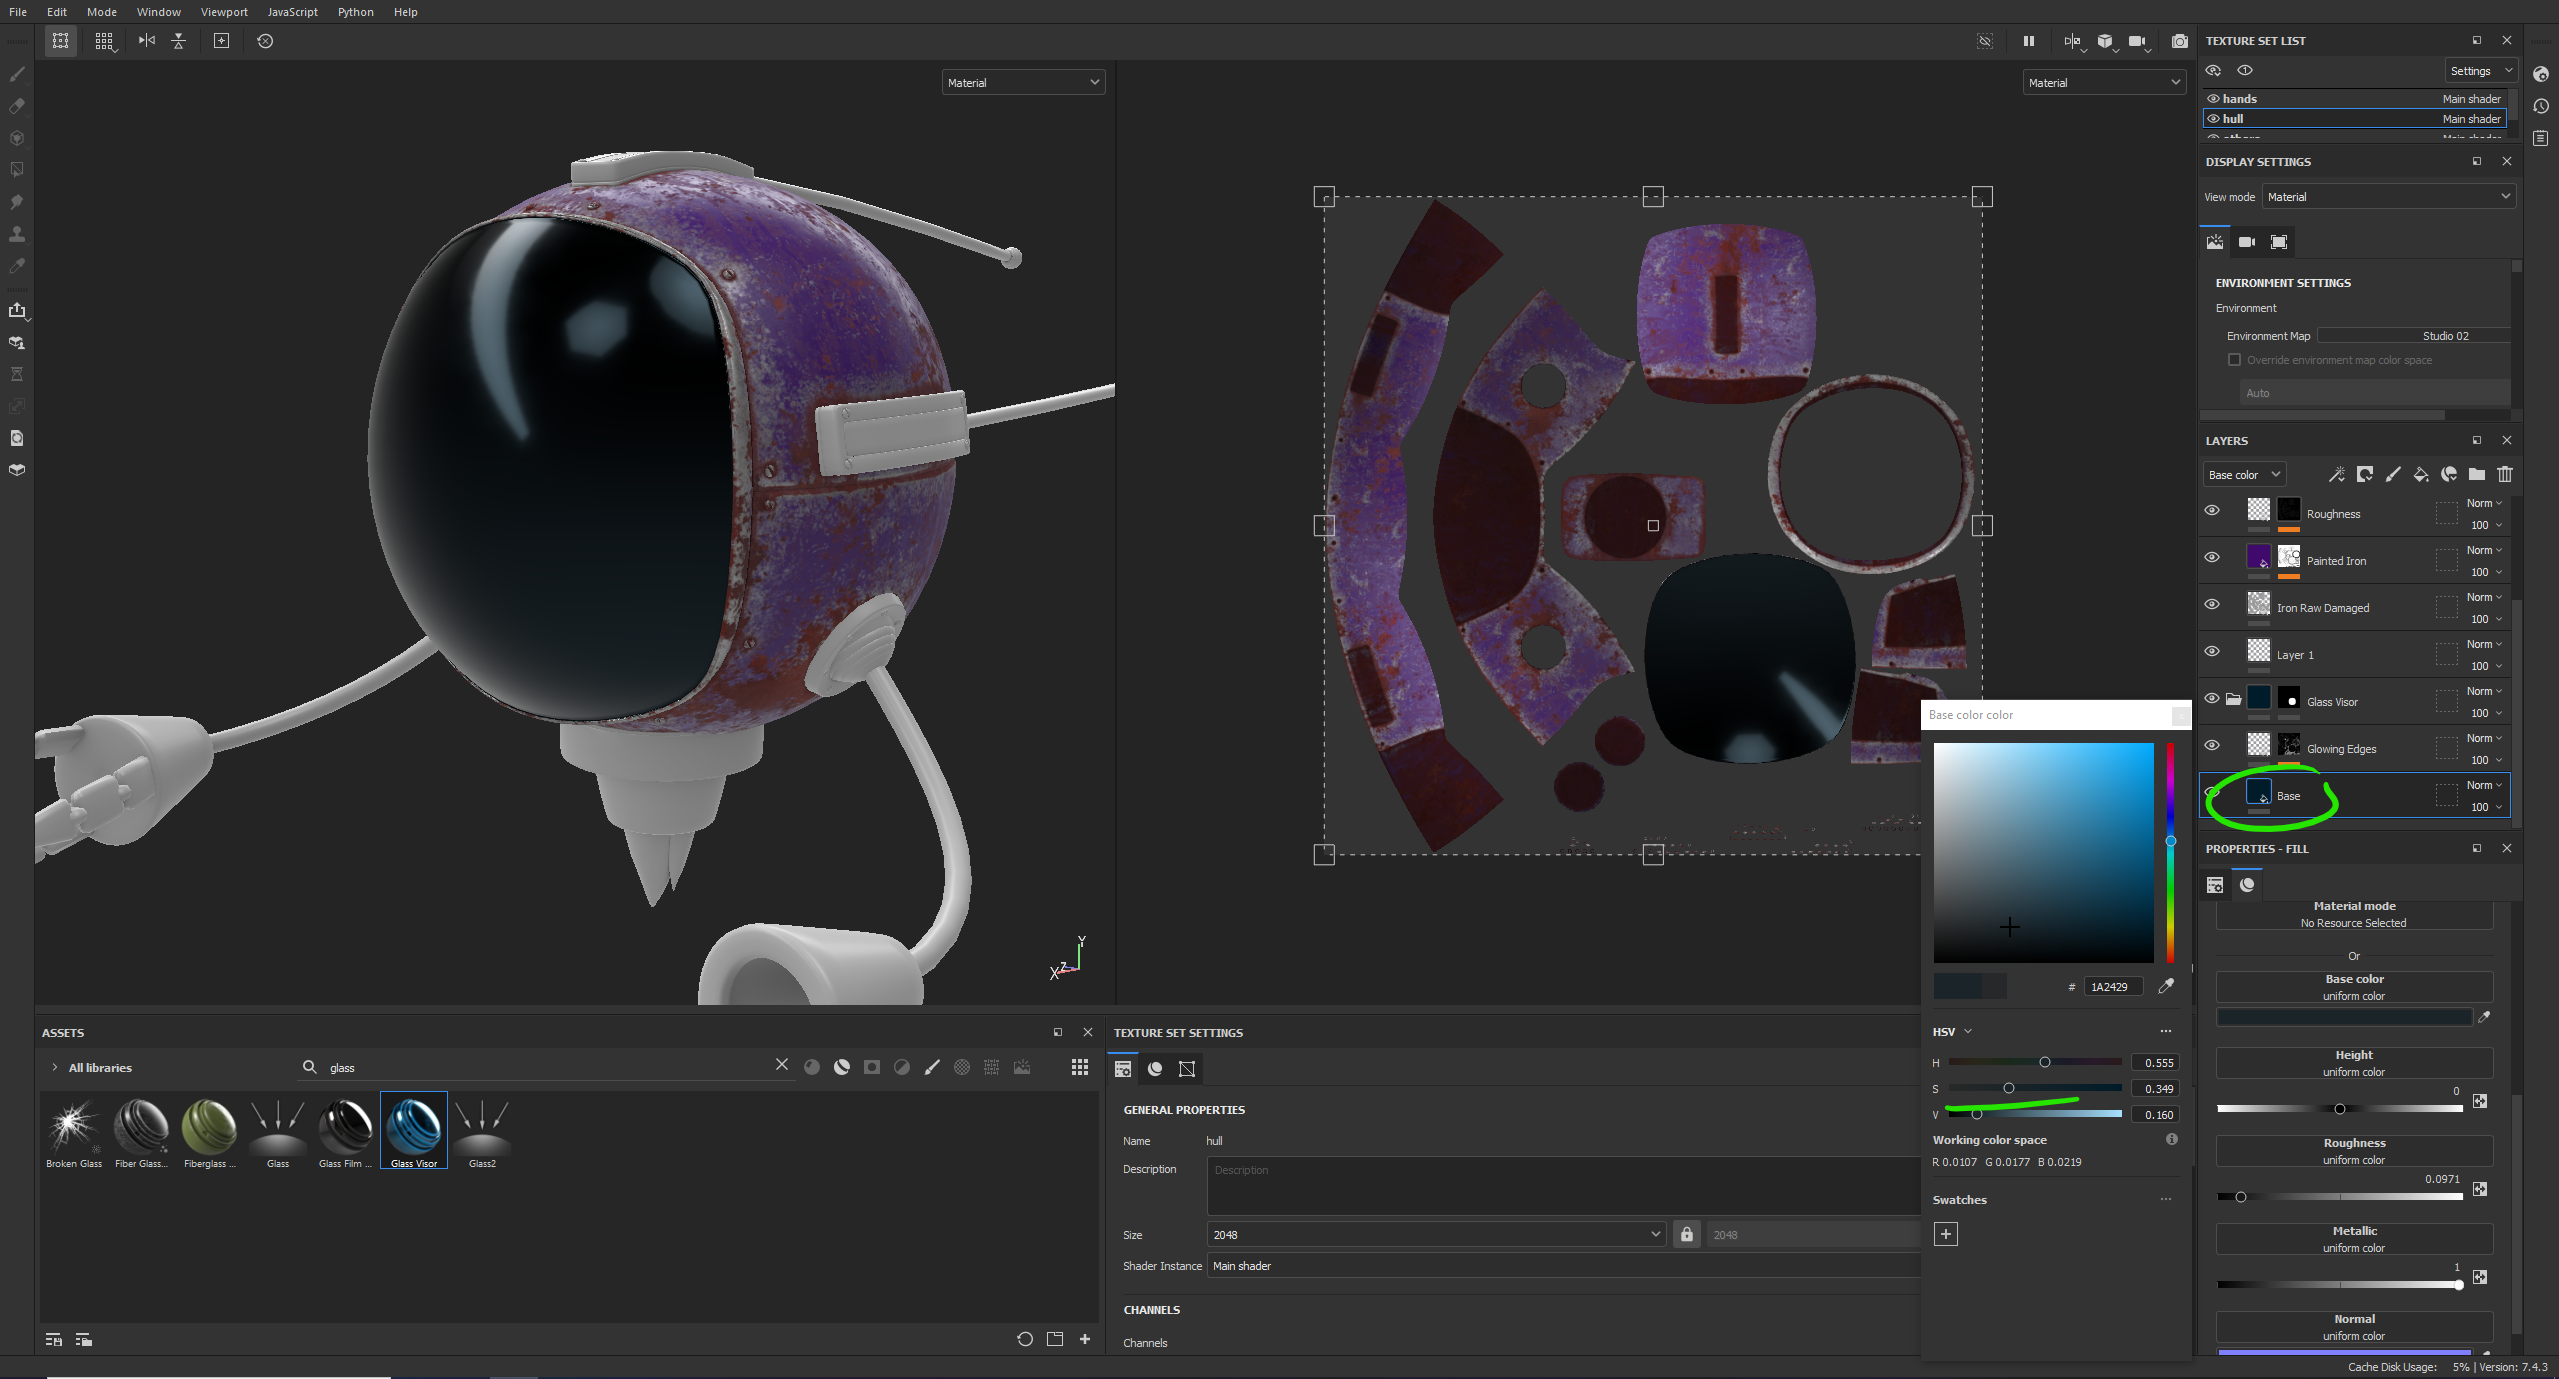 File Edit Mode Window Viewport JavaScript Python Help
Material
Material
Y
X Z
TEXTURE SET LIST
Settings
hands Main shader
hull Main shader
others Main shader
DISPLAY SETTINGS
View mode Material
ENVIRONMENT SETTINGS
Environment
Environment Map Studio 02
Override environment map color space
Auto
LAYERS
Base color
Norm
Roughness
100
Norm
Painted Iron
100
Norm
Iron Raw Damaged
100
Norm
Layer 1
100
Norm
Glass Visor
100
Norm
Glowing Edges
100
Norm
Base
100
PROPERTIES - FILL
Material mode
No Resource Selected
Or
Base color
uniform color
Height
uniform color
0
Roughness
uniform color
0.0971
Metallic
uniform color
1
Normal
uniform color
Base color color
# 1A2429
HSV
H 0.555
S 0.349
V 0.160
Working color space
R 0.0107 G 0.0177 B 0.0219
Swatches
ASSETS
All libraries
glass
Broken Glass Fiber Glass... Fiberglass ... Glass Glass Film ... Glass Visor Glass2
TEXTURE SET SETTINGS
GENERAL PROPERTIES
Name hull
Description Description
Size 2048 2048
Shader Instance Main shader
CHANNELS
Channels
Cache Disk Usage: 5% | Version: 7.4.3